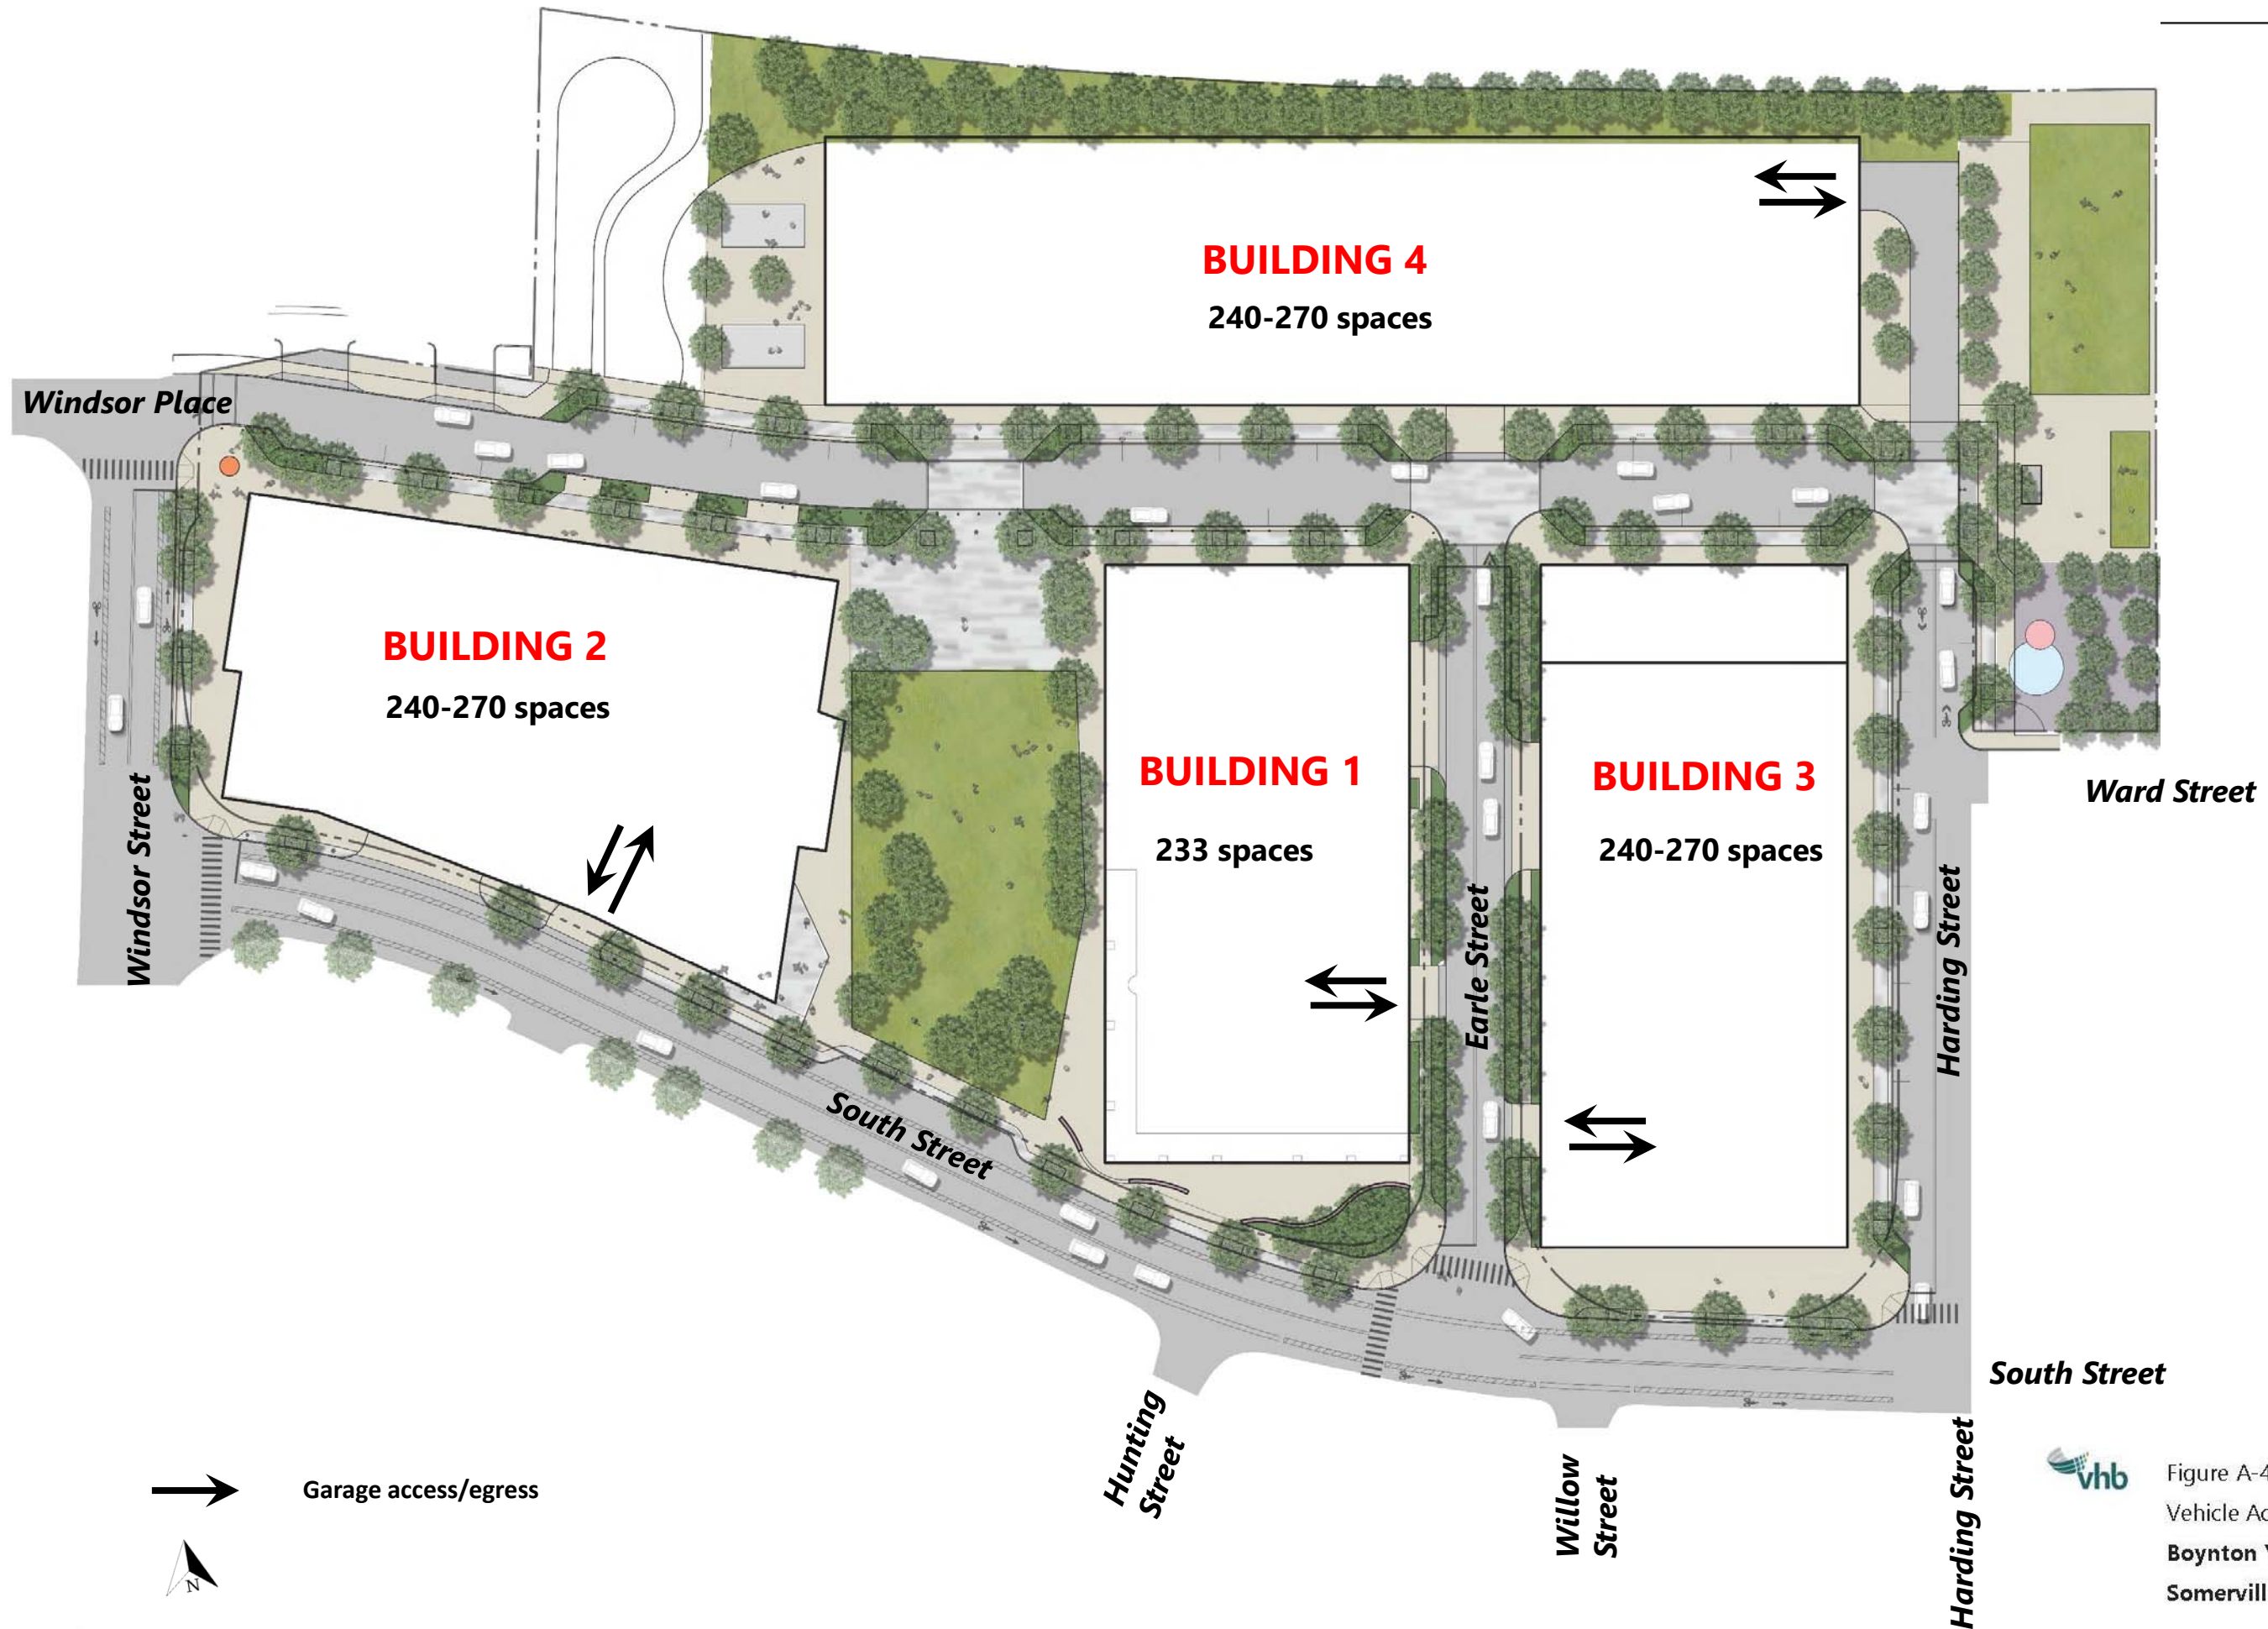 BUILDING 4
240-270 spaces
Windsor Place
BUILDING 2
240-270 spaces
BUILDING 1
233 spaces
BUILDING 3
240-270 spaces
Ward Street
Windsor Street
Earle Street
Harding Street
South Street
South Street
Hunting
Street
Willow
Street
Harding Street
Garage access/egress
N
vhb
Figure A-4
Vehicle Ac
Boynton Y
Somervill